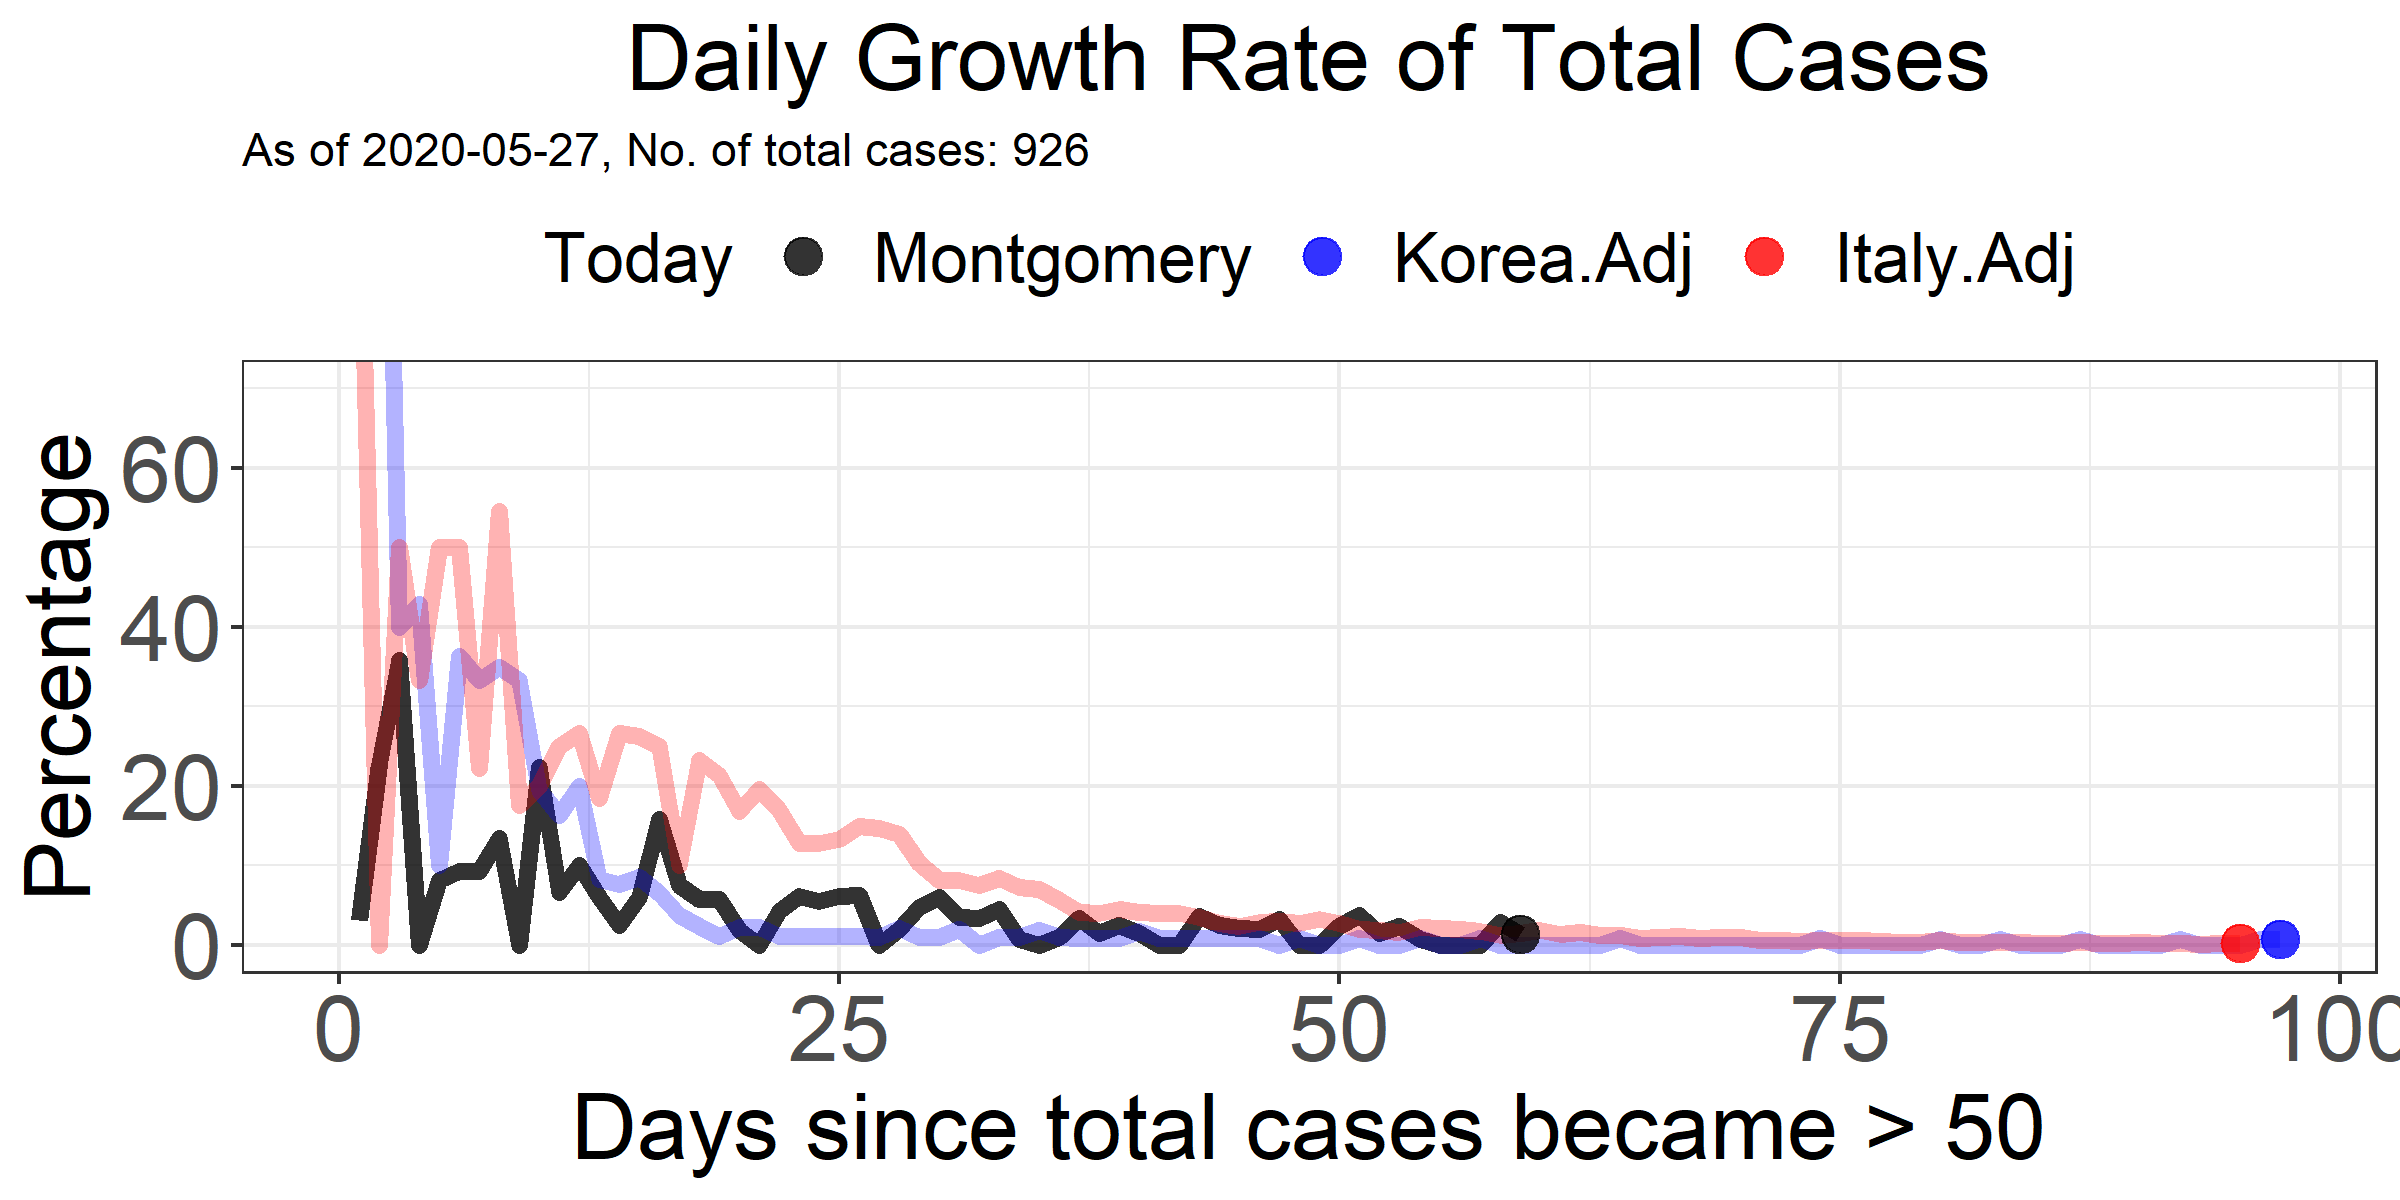 Daily Growth Rate of Total Cases
As of 2020-05-27, No. of total cases: 926
Today Montgomery Korea.Adj Italy.Adj
Percentage
60
40
20
0
0 25 50 75 100
Days since total cases became > 50